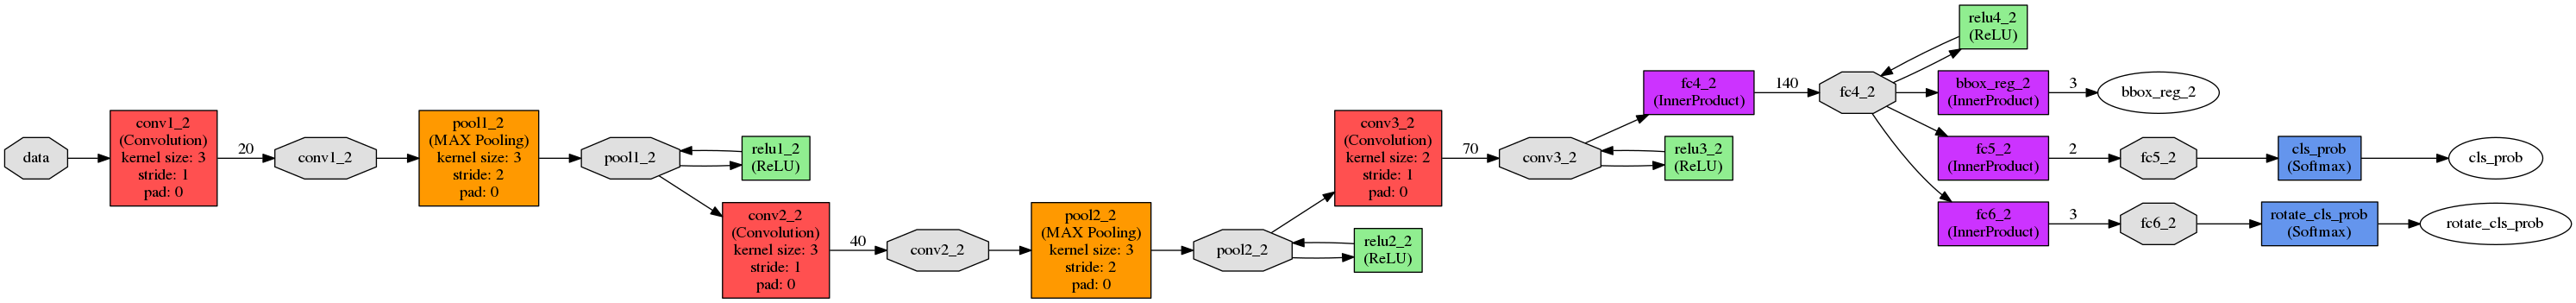 data
conv1_2
(Convolution)
kernel size: 3
stride: 1
pad: 0
20
conv1_2
pool1_2
(MAX Pooling)
kernel size: 3
stride: 2
pad: 0
pool1_2
relu1_2
(ReLU)
conv2_2
(Convolution)
kernel size: 3
stride: 1
pad: 0
40
conv2_2
pool2_2
(MAX Pooling)
kernel size: 3
stride: 2
pad: 0
pool2_2
relu2_2
(ReLU)
conv3_2
(Convolution)
kernel size: 2
stride: 1
pad: 0
70
conv3_2
relu3_2
(ReLU)
fc4_2
(InnerProduct)
140
fc4_2
relu4_2
(ReLU)
bbox_reg_2
(InnerProduct)
3
bbox_reg_2
fc5_2
(InnerProduct)
2
fc5_2
cls_prob
(Softmax)
cls_prob
fc6_2
(InnerProduct)
3
fc6_2
rotate_cls_prob
(Softmax)
rotate_cls_prob